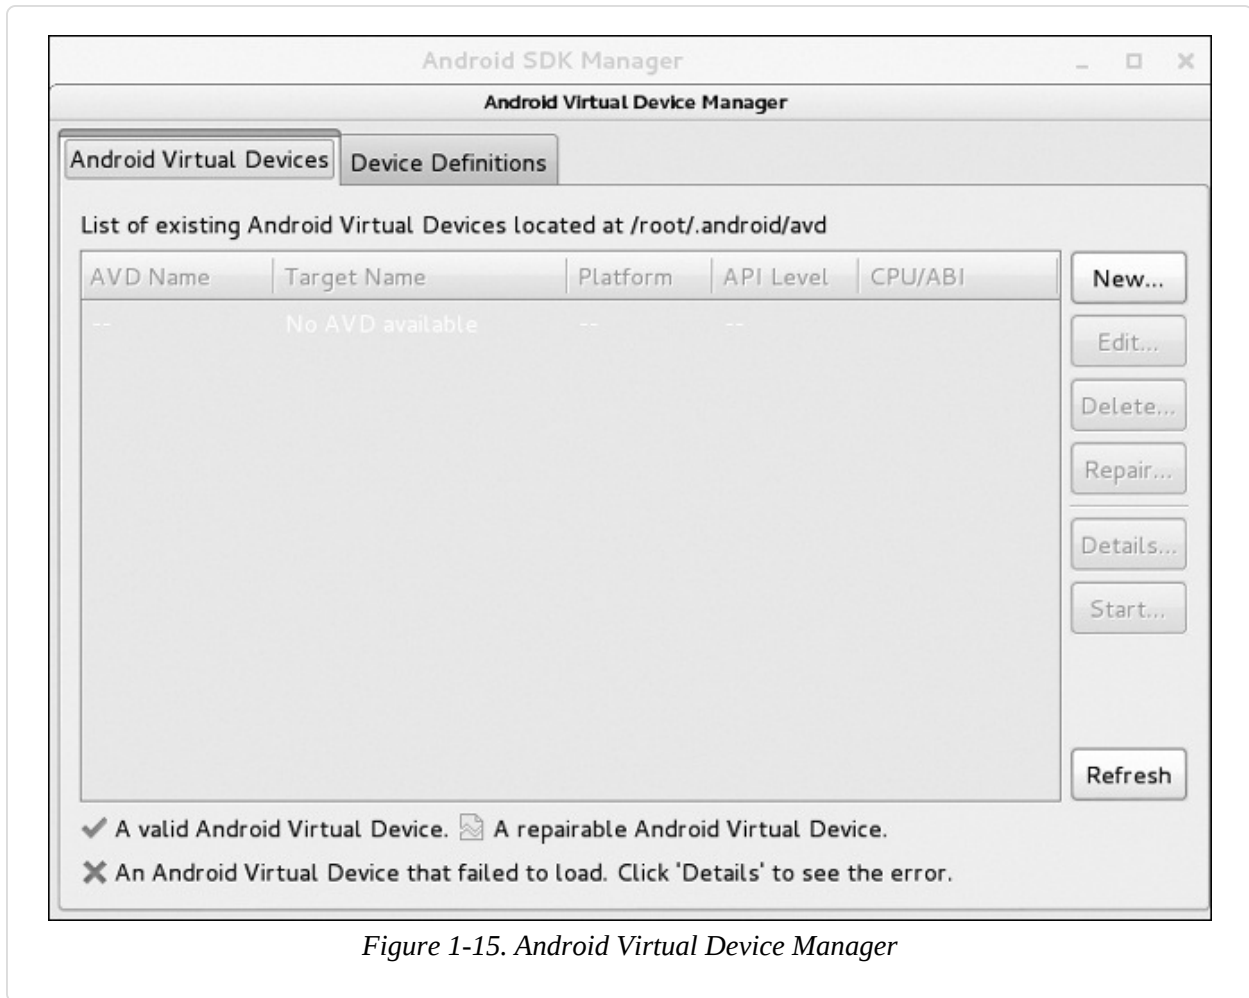 Android SDK Manager
Android Virtual Device Manager
Android Virtual Devices Device Definitions
List of existing Android Virtual Devices located at /root/.android/avd
AVD Name Target Name Platform API Level CPU/ABI
New...
-- No AVD available -- --
Edit...
Delete...
Repair...
Details...
Start...
Refresh
A valid Android Virtual Device. A repairable Android Virtual Device.
An Android Virtual Device that failed to load. Click 'Details' to see the error.
Figure 1-15. Android Virtual Device Manager